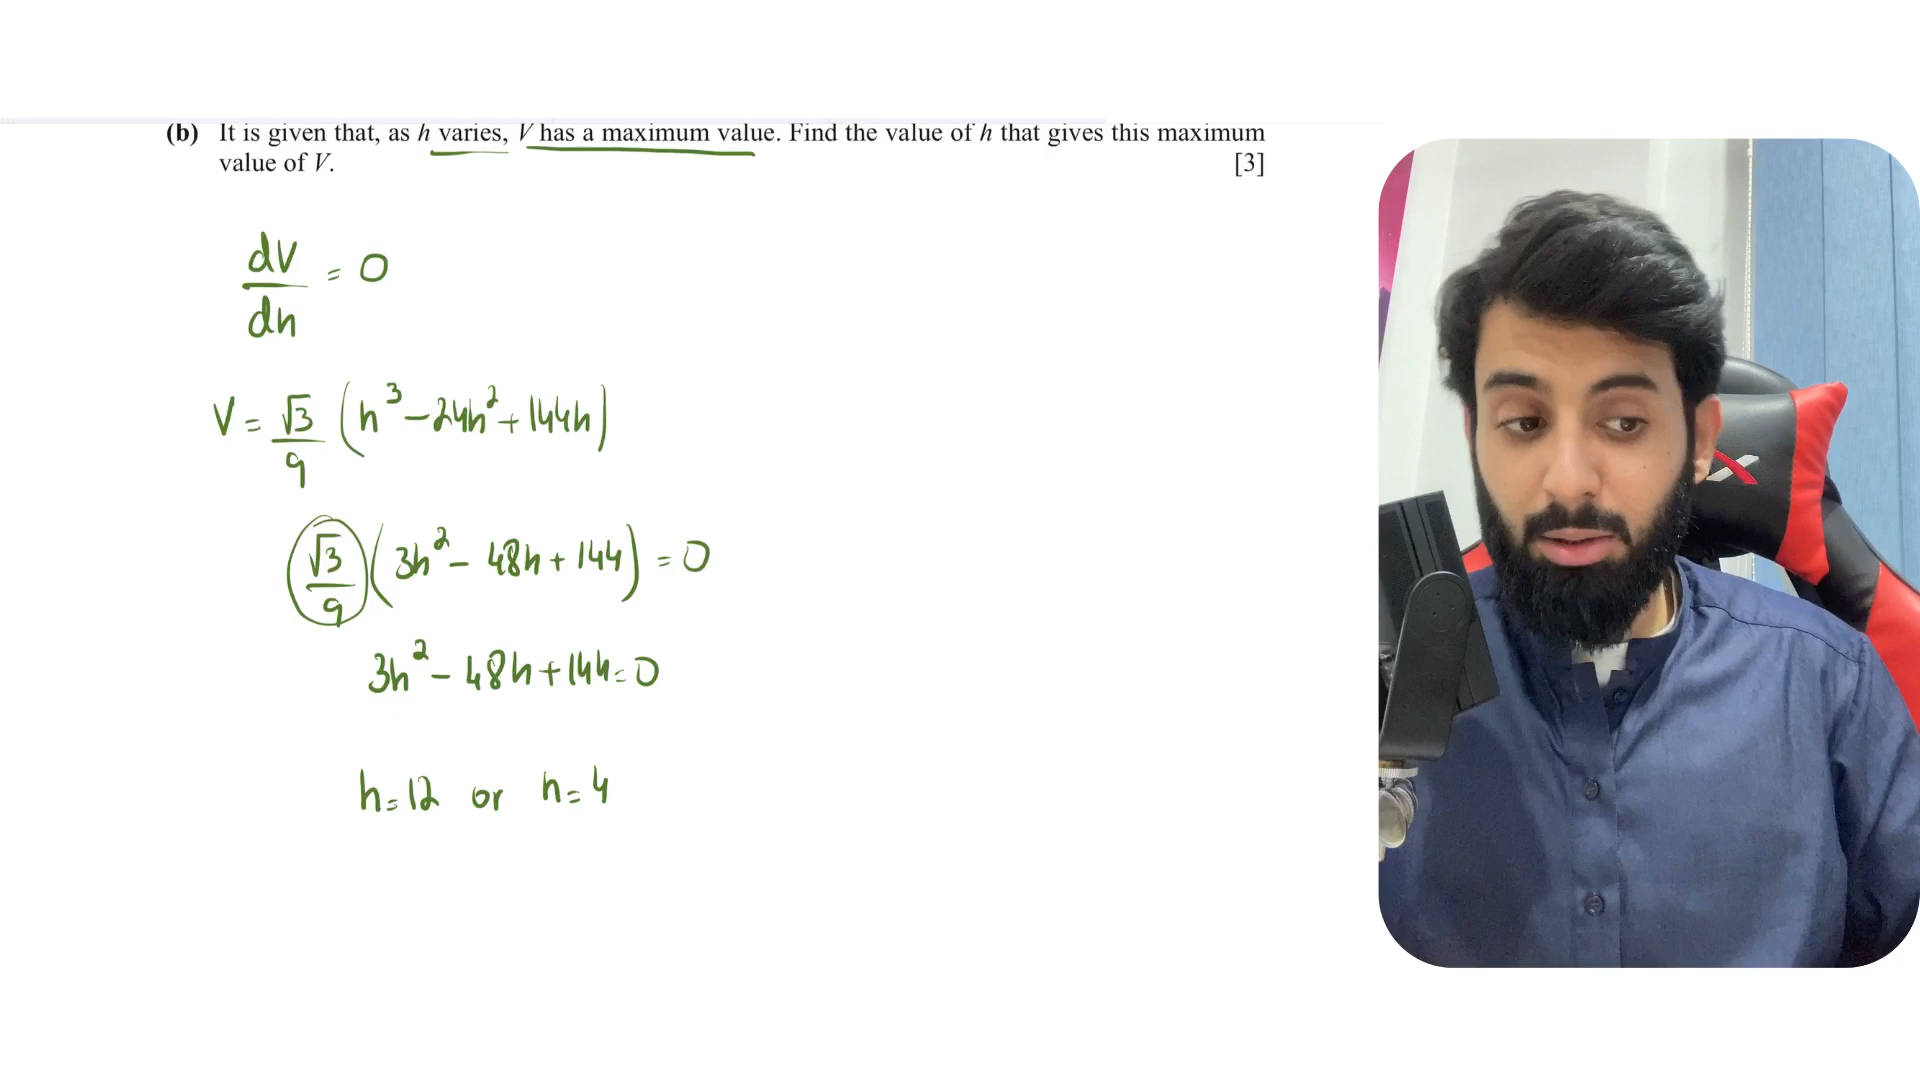 (b) It is given that, as h varies, V has a maximum value. Find the value of h that gives this maximum
value of V. [3]
dV/dh = 0
V = √3/9 (h³ - 24h² + 144h)
√3/9 (3h² - 48h + 144) = 0
3h² - 48h + 144 = 0
h = 12 or h = 4